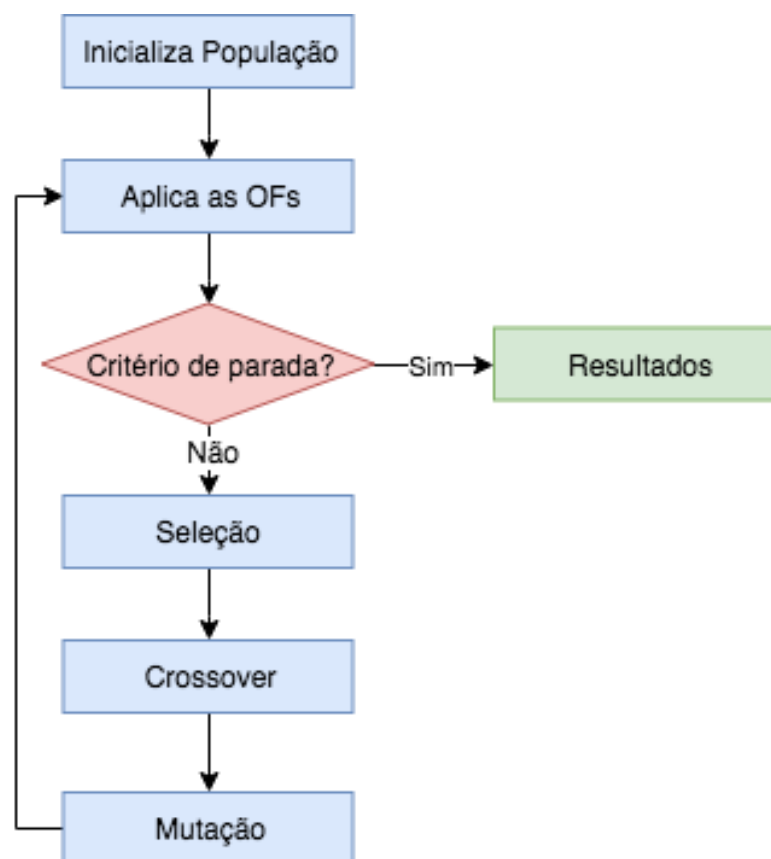 Inicializa População
Aplica as OFs
Critério de parada?
Sim
Resultados
Não
Seleção
Crossover
Mutação